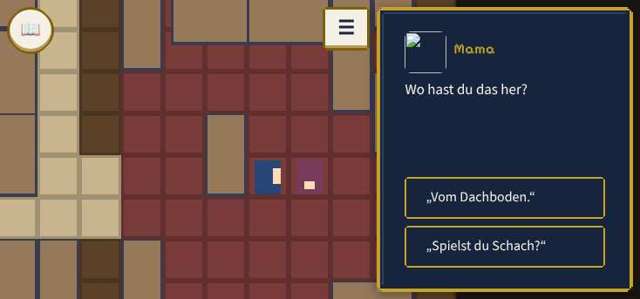 Mama
Wo hast du das her?
„Vom Dachboden.“
„Spielst du Schach?“